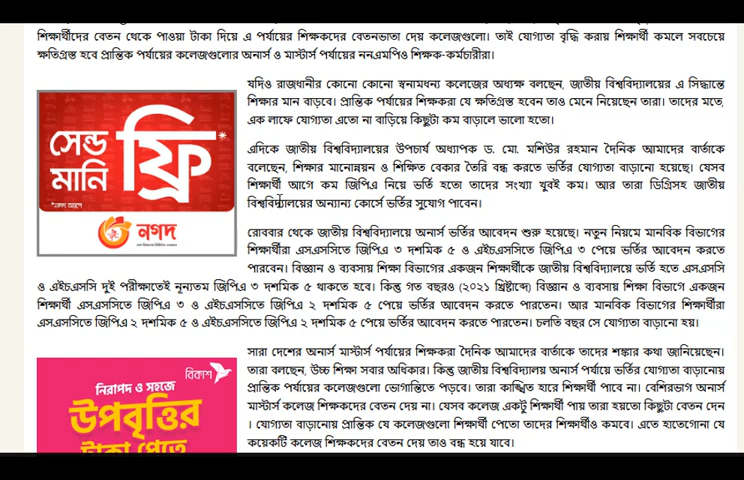 শিক্ষার্থীদের বেতন থেকে পাওয়া টাকা দিয়ে এ পর্যায়ের শিক্ষকদের বেতনভাতা দেয় কলেজগুলো। তাই যোগ্যতা বৃদ্ধি করায় শিক্ষার্থী কমলে সবচেয়ে
ক্ষতিগ্রস্ত হবে প্রান্তিক পর্যায়ের কলেজগুলোর অনার্স ও মাস্টার্স পর্যায়ের ননএমপিও শিক্ষক-কর্মচারীরা।
যদিও রাজধানীর কোনো কোনো স্বনামধন্য কলেজের অধ্যক্ষ বলছেন, জাতীয় বিশ্ববিদ্যালয়ের এ সিদ্ধান্তে
শিক্ষার মান বাড়বে। প্রান্তিক পর্যায়ের শিক্ষকরা যে ক্ষতিগ্রস্ত হবেন তাও মেনে নিয়েছেন তারা। তাদের মতে,
এক লাফে যোগ্যতা এতো না বাড়িয়ে কিছুটা কম বাড়ালে ভালো হতো।
এদিকে জাতীয় বিশ্ববিদ্যালয়ের উপচার্য অধ্যাপক ড. মো. মশিউর রহমান দৈনিক আমাদের বার্তাকে
বলেছেন, শিক্ষার মানোন্নয়ন ও শিক্ষিত বেকার তৈরি বন্ধ করতে ভর্তির যোগ্যতা বাড়ানো হয়েছে। যেসব
শিক্ষার্থী আগে কম জিপিএ নিয়ে ভর্তি হতো তাদের সংখ্যা খুবই কম। আর তারা ডিগ্রিসহ জাতীয়
বিশ্ববিদ্যালয়ের অন্যান্য কোর্সে ভর্তির সুযোগ পাবেন।
সেন্ড
মানি
ফ্রি*
নগদ
রোববার থেকে জাতীয় বিশ্ববিদ্যালয়ে অনার্স ভর্তির আবেদন শুরু হয়েছে। নতুন নিয়মে মানবিক বিভাগের
শিক্ষার্থীরা এসএসসিতে জিপিএ ৩ দশমিক ৫ ও এইচএসসিতে জিপিএ ৩ পেয়ে ভর্তির আবেদন করতে
পারবেন। বিজ্ঞান ও ব্যবসায় শিক্ষা বিভাগের একজন শিক্ষার্থীকে জাতীয় বিশ্ববিদ্যালয়ে ভর্তি হতে এসএসসি
ও এইচএসসি দুই পরীক্ষাতেই নূন্যতম জিপিএ ৩ দশমিক ৫ থাকতে হবে। কিন্তু গত বছরও (২০২১ খ্রিষ্টাব্দে) বিজ্ঞান ও ব্যবসায় শিক্ষা বিভাগে একজন
শিক্ষার্থী এসএসসিতে জিপিএ ৩ ও এইচএসসিতে জিপিএ ২ দশমিক ৫ পেয়ে ভর্তির আবেদন করতে পারতেন। আর মানবিক বিভাগের শিক্ষার্থীরা
এসএসসিতে জিপিএ ২ দশমিক ৫ ও এইচএসসিতে জিপিএ ২ দশমিক ৫ পেয়ে ভর্তির আবেদন করতে পারতেন। চলতি বছর সে যোগ্যতা বাড়ানো হয়।
সারা দেশের অনার্স মাস্টার্স পর্যায়ের শিক্ষকরা দৈনিক আমাদের বার্তাকে তাদের শঙ্কার কথা জানিয়েছেন।
তারা বলছেন, উচ্চ শিক্ষা সবার অধিকার। কিন্তু জাতীয় বিশ্ববিদ্যালয় অনার্স পর্যায়ে ভর্তির যোগ্যতা বাড়ানোয়
প্রান্তিক পর্যায়ের কলেজগুলো ভোগান্তিতে পড়বে। তারা কাঙ্খিত হারে শিক্ষার্থী পাবে না। বেশিরভাগ অনার্স
মাস্টার্স কলেজ শিক্ষকদের বেতন দেয় না। যেসব কলেজ একটু শিক্ষার্থী পায় তারা হয়তো কিছুটা বেতন দেন
। যোগ্যতা বাড়ানোয় প্রান্তিক যে কলেজগুলো শিক্ষার্থী পেতো তাদের শিক্ষার্থীও কমবে। এতে হাতেগোনা যে
কয়েকটি কলেজ শিক্ষকদের বেতন দেয় তাও বন্ধ হয়ে যাবে।
বিকাশ
নিরাপদ ও সহজে
উপবৃত্তির
টাকা পেতে